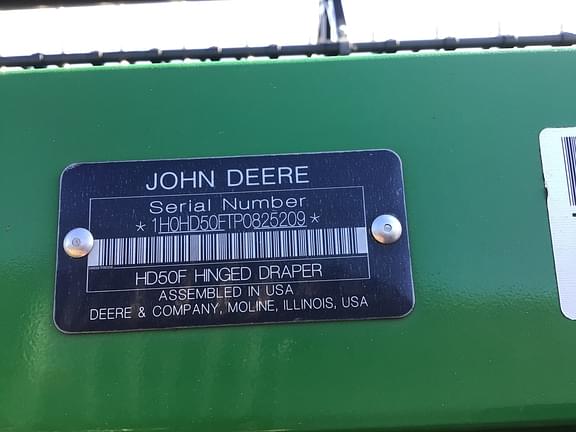 JOHN DEERE
Serial Number
*1H0HD50FTP0825209*
HD50F HINGED DRAPER
ASSEMBLED IN USA
DEERE & COMPANY, MOLINE, ILLINOIS, USA